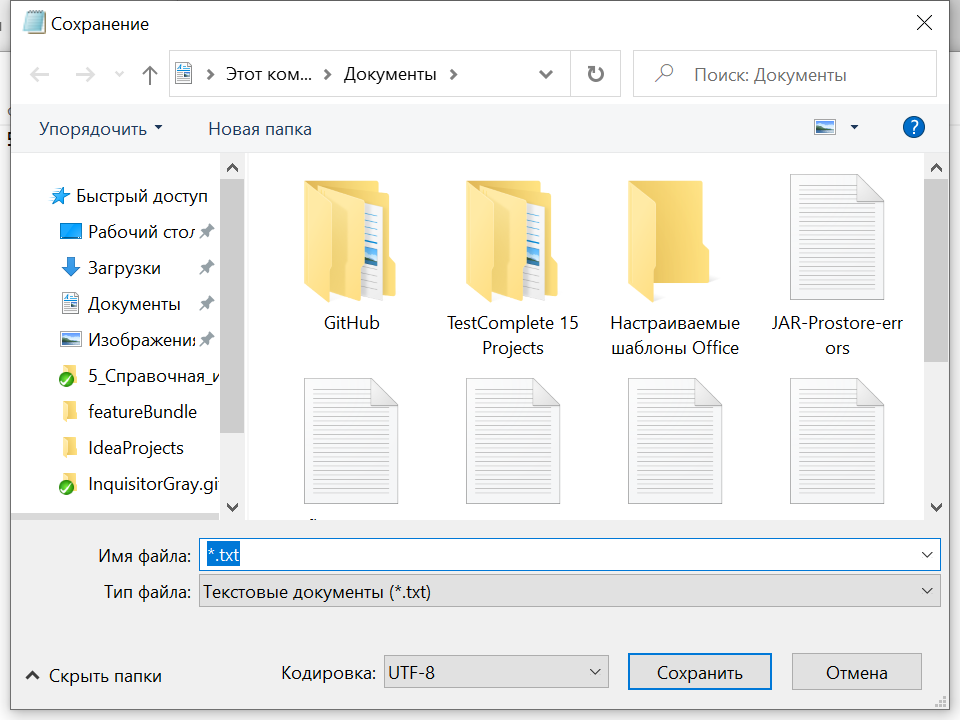 Сохранение
Этот ком...
Документы
Поиск: Документы
Упорядочить
Новая папка
?
Быстрый доступ
Рабочий стол
Загрузки
Документы
Изображения
5_Справочная_и
featureBundle
IdeaProjects
InquisitorGray.gi
GitHub
TestComplete 15
Projects
Настраиваемые
шаблоны Office
JAR-Prostore-err
ors
Имя файла:
*.txt
Тип файла:
Текстовые документы (*.txt)
Скрыть папки
Кодировка:
UTF-8
Сохранить
Отмена